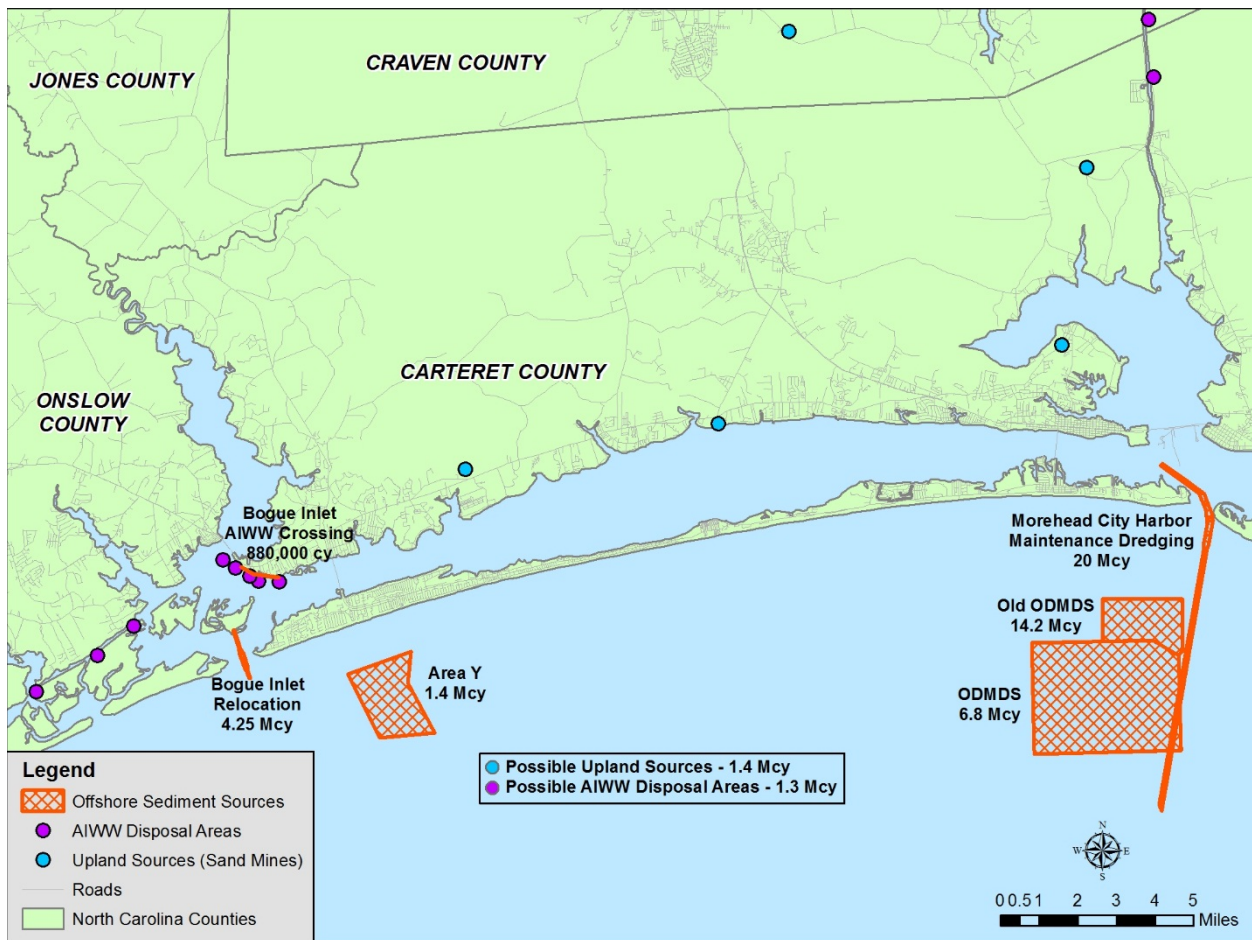 JONES COUNTY
CRAVEN COUNTY
CARTERET COUNTY
ONSLOW
COUNTY
Bogue Inlet
AIWW Crossing
880,000 cy
Morehead City Harbor
Maintenance Dredging
20 Mcy
Old ODMDS
14.2 Mcy
ODMDS
6.8 Mcy
Area Y
1.4 Mcy
Bogue Inlet
Relocation
4.25 Mcy
Possible Upland Sources - 1.4 Mcy
Possible AIWW Disposal Areas - 1.3 Mcy
Legend
Offshore Sediment Sources
AIWW Disposal Areas
Upland Sources (Sand Mines)
Roads
North Carolina Counties
N
W E
S
0 0.5 1 2 3 4 5
Miles